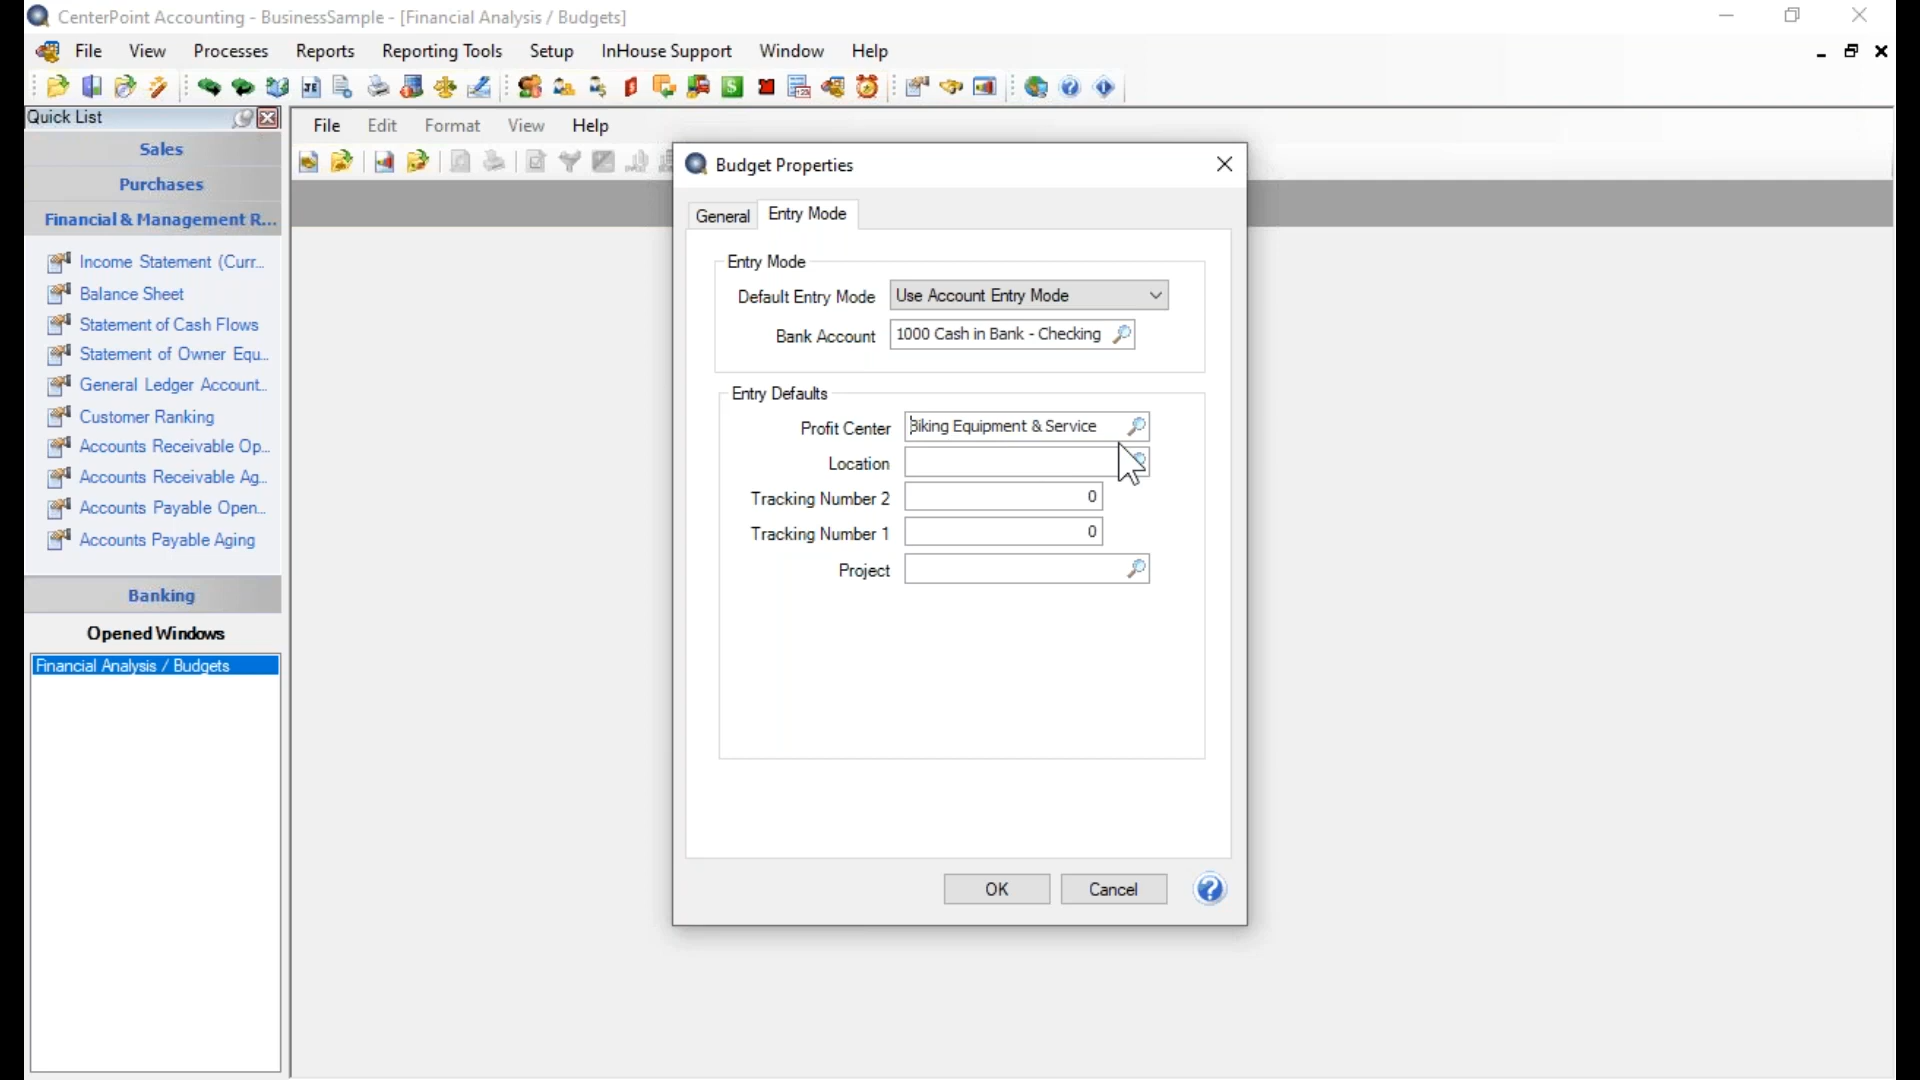 CenterPoint Accounting - BusinessSample - [Financial Analysis / Budgets]
File View Processes Reports Reporting Tools Setup InHouse Support Window Help
Quick List
Sales
Purchases
Financial & Management R...
Income Statement (Curr...
Balance Sheet
Statement of Cash Flows
Statement of Owner Equ...
General Ledger Account...
Customer Ranking
Accounts Receivable Op...
Accounts Receivable Ag...
Accounts Payable Open...
Accounts Payable Aging
Banking
Opened Windows
Financial Analysis / Budgets
File Edit Format View Help
Budget Properties
General Entry Mode
Entry Mode
Default Entry Mode Use Account Entry Mode
Bank Account 1000 Cash in Bank - Checking
Entry Defaults
Profit Center Biking Equipment & Service
Location
Tracking Number 2 0
Tracking Number 1 0
Project
OK Cancel